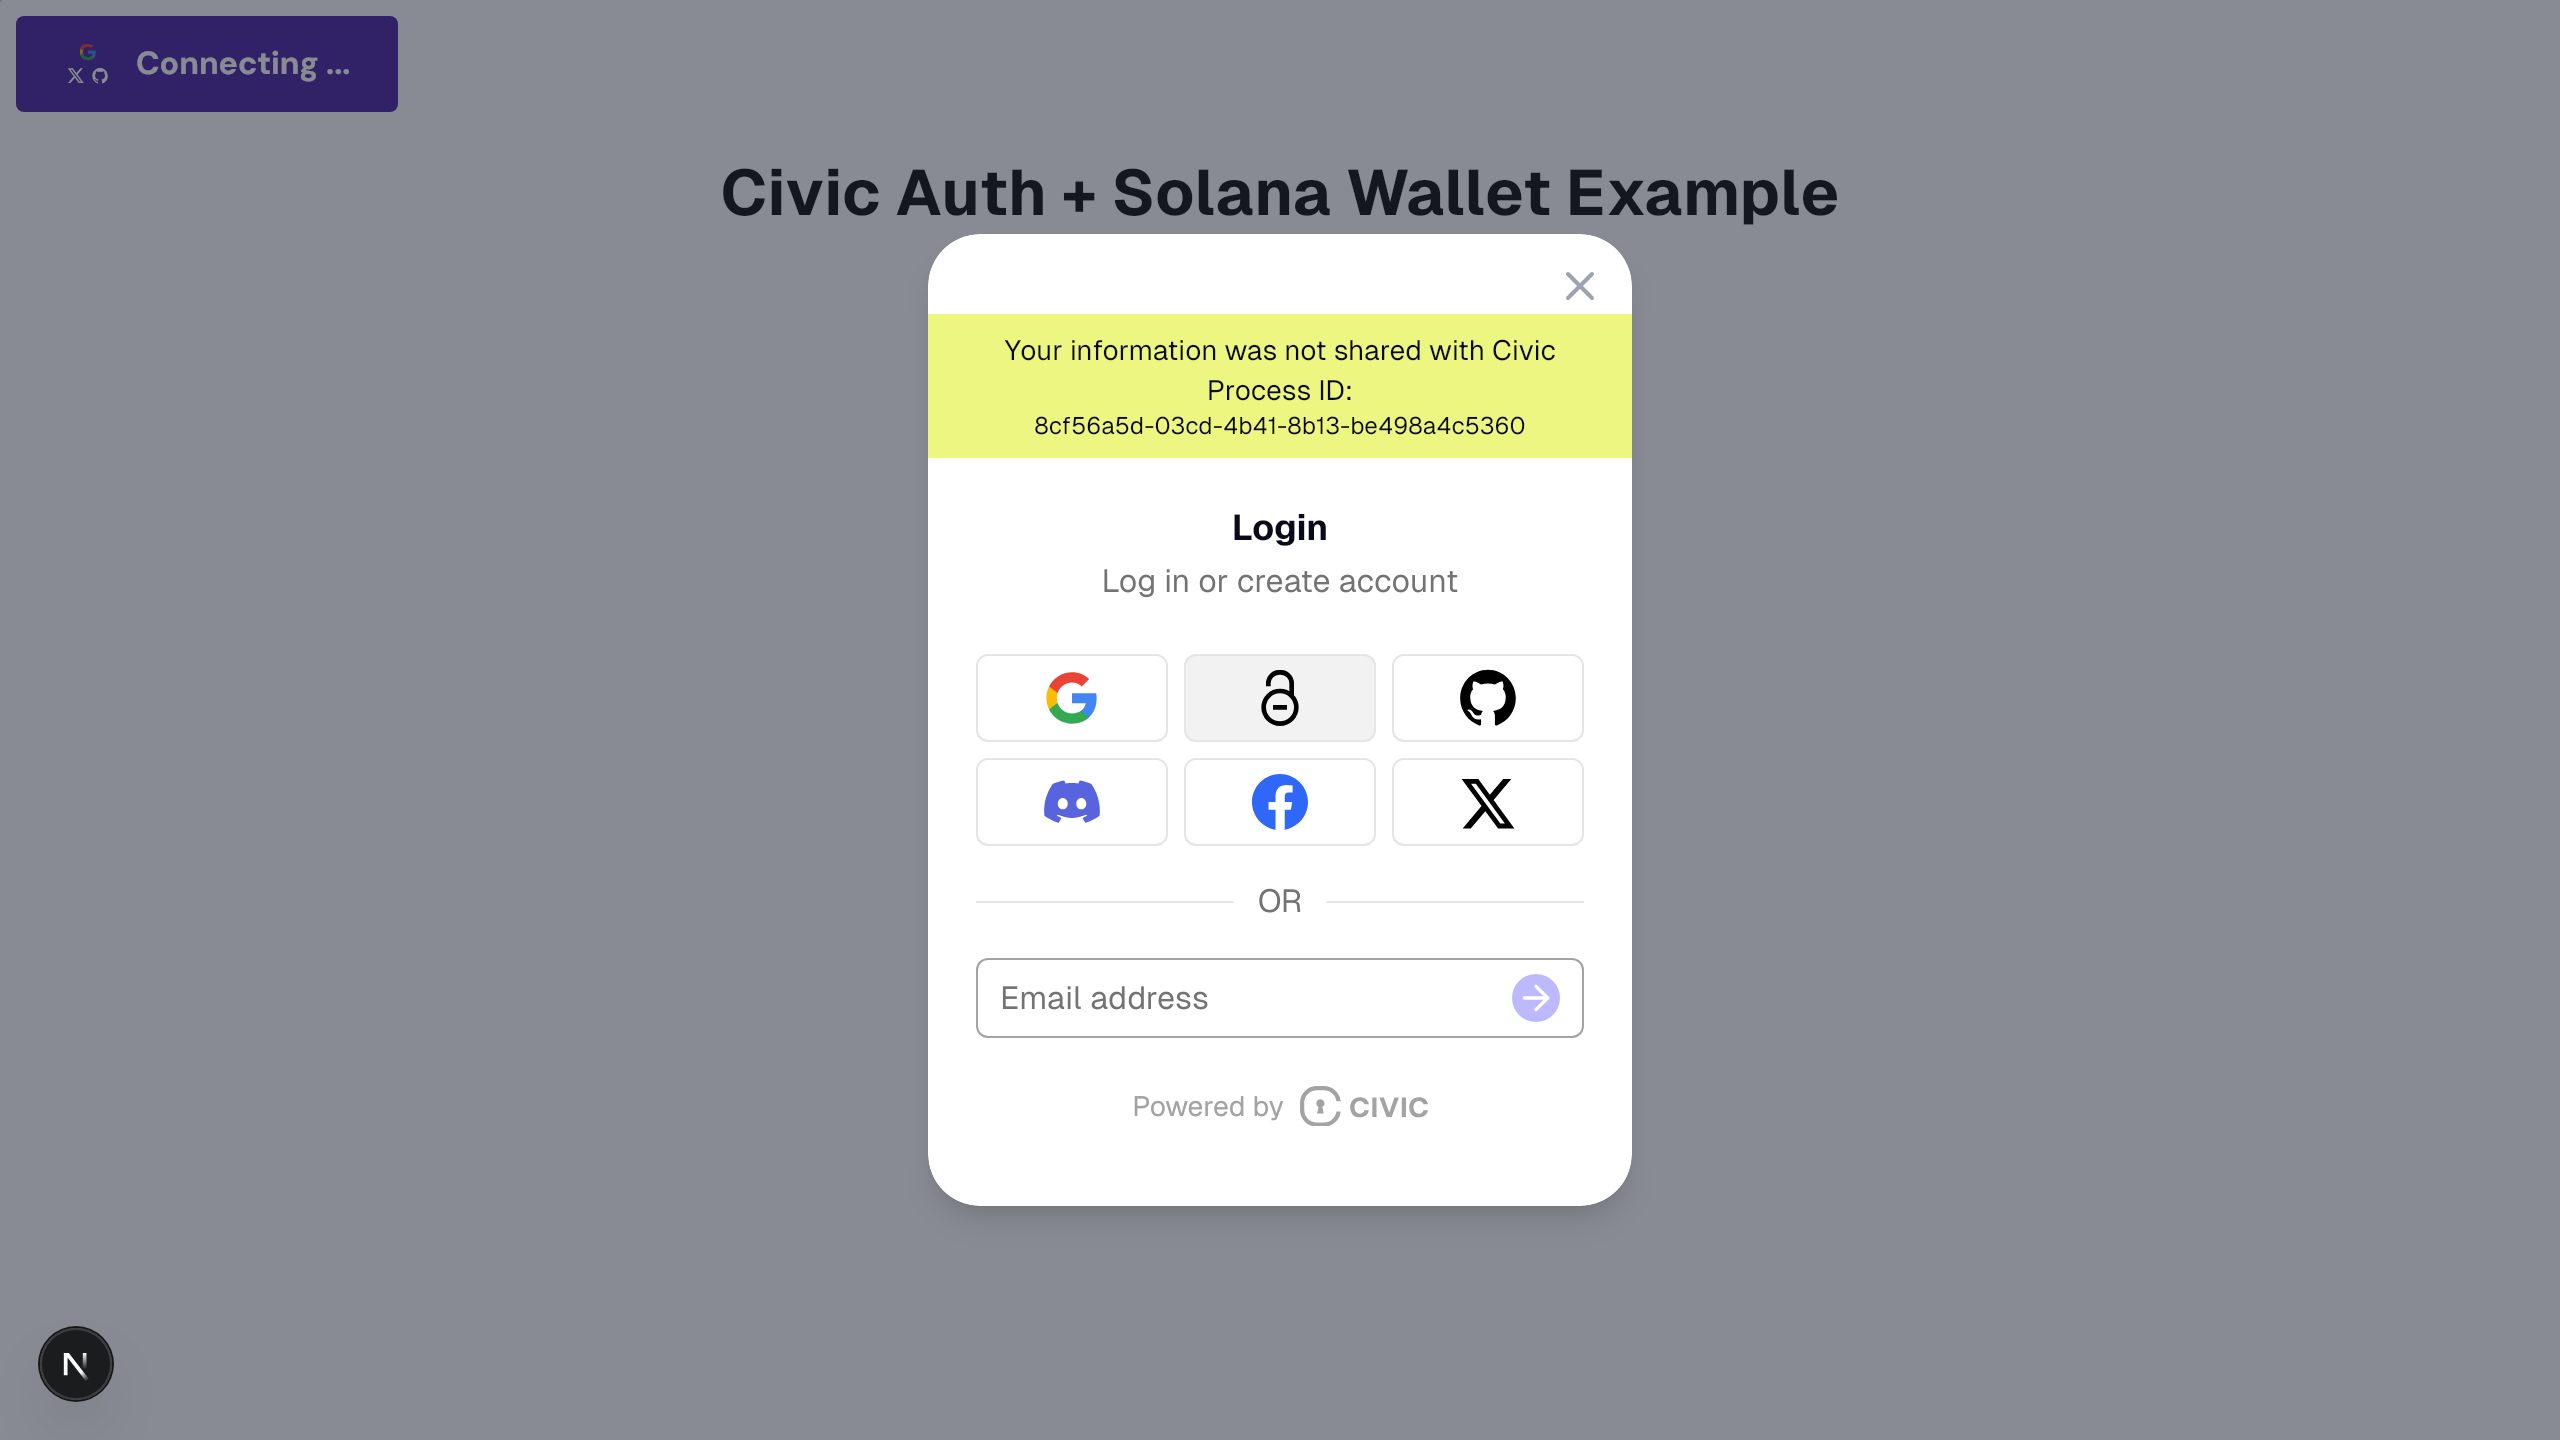 Connecting ...
Civic Auth + Solana Wallet Example
Your information was not shared with Civic
Process ID:
8cf56a5d-03cd-4b41-8b13-be498a4c5360
Login
Log in or create account
OR
Email address
Powered by CIVIC
N